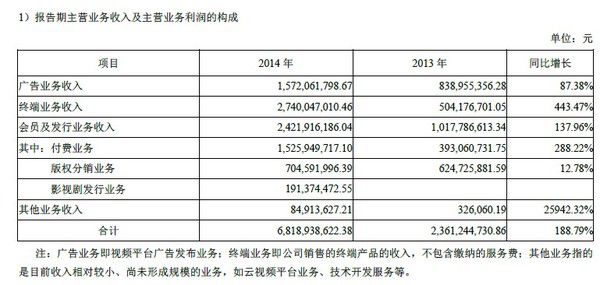 1）报告期主营业务收入及主营业务利润的构成
单位：元
项目 2014 年 2013 年 同比增长
广告业务收入 1,572,061,798.67 838,955,356.28 87.38%
终端业务收入 2,740,047,010.46 504,176,701.05 443.47%
会员及发行业务收入 2,421,916,186.04 1,017,786,613.34 137.96%
其中：付费业务 1,525,949,717.10 393,060,731.75 288.22%
版权分销业务 704,591,996.39 624,725,881.59 12.78%
影视剧发行业务 191,374,472.55
其他业务收入 84,913,627.21 326,060.19 25942.32%
合计 6,818,938,622.38 2,361,244,730.86 188.79%
注：广告业务即视频平台广告发布业务；终端业务即公司销售的终端产品的收入，不包含缴纳的服务费；其他业务指的
是目前收入相对较小、尚未形成规模的业务，如云视频平台业务、技术开发服务等。